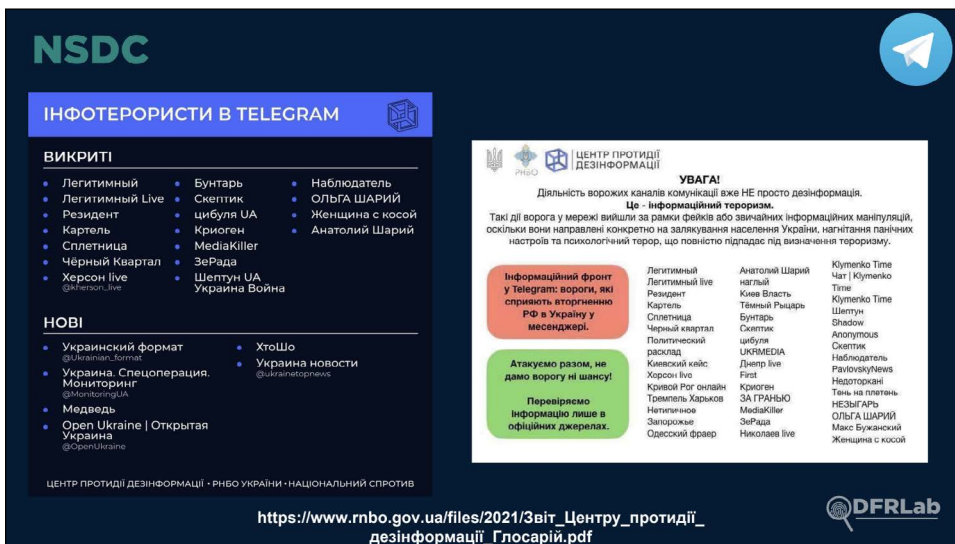 NSDC
ІНФОТЕРОРИСТИ В TELEGRAM
ВИКРИТІ
Легитимный
Легитимный Live
Резидент
Картель
Сплетница
Чёрный Квартал
Херсон live
@kherson_live
Бунтарь
Скептик
цибуля UA
Криоген
MediaKiller
ЗеРада
Шептун UA
Украина Война
Наблюдатель
ОЛЬГА ШАРИЙ
Женщина с косой
Анатолий Шарий
НОВІ
Украинский формат
@Ukrainian_format
Украина. Спецоперация.
Мониторинг
@MonitoringUA
Медведь
Open Ukraine | Открытая
Украина
@OpenUkraine
ХтоШо
Украина новости
@ukrainetopnews
ЦЕНТР ПРОТИДІЇ ДЕЗІНФОРМАЦІЇ • РНБО УКРАЇНИ • НАЦІОНАЛЬНИЙ СПРОТИВ
РНБО
ЦЕНТР ПРОТИДІЇ
ДЕЗІНФОРМАЦІЇ
УВАГА!
Діяльність ворожих каналів комунікації вже НЕ просто дезінформація.
Це - інформаційний тероризм.
Такі дії ворога у мережі вийшли за рамки фейків або звичайних інформаційних маніпуляцій,
оскільки вони направлені конкретно на залякування населення України, нагнітання панічних
настроїв та психологічний терор, що повністю підпадає під визначення тероризму.
Інформаційний фронт
у Telegram: вороги, які
сприяють вторгненню
РФ в Україну у
месенджері.
Атакуємо разом, не
дамо ворогу ні шансу!
Перевіряємо
інформацію лише в
офіційних джерелах.
Легитимный
Легитимный live
Резидент
Картель
Сплетница
Черный квартал
Политический
расклад
Киевский кейс
Херсон live
Кривой Рог онлайн
Тремпель Харьков
Нетипичное
Запорожье
Одесский фраер
Анатолий Шарий
наглый
Киев Власть
Тёмный Рыцарь
Бунтарь
Скептик
цибуля
UKRMEDIA
Днепр live
First
Криоген
ЗА ГРАНЬЮ
MediaKiller
ЗеРада
Николаев live
Klymenko Time
Чат | Klymenko
Time
Klymenko Time
Шептун
Shadow
Anonymous
Скептик
Наблюдатель
PavlovskyNews
Недоторкані
Тень на плетень
НЕЗЫГАРЬ
ОЛЬГА ШАРИЙ
Макс Бужанский
Женщина с косой
https://www.rnbo.gov.ua/files/2021/Звіт_Центру_протидії_
дезінформації_Глосарій.pdf
DFRLab